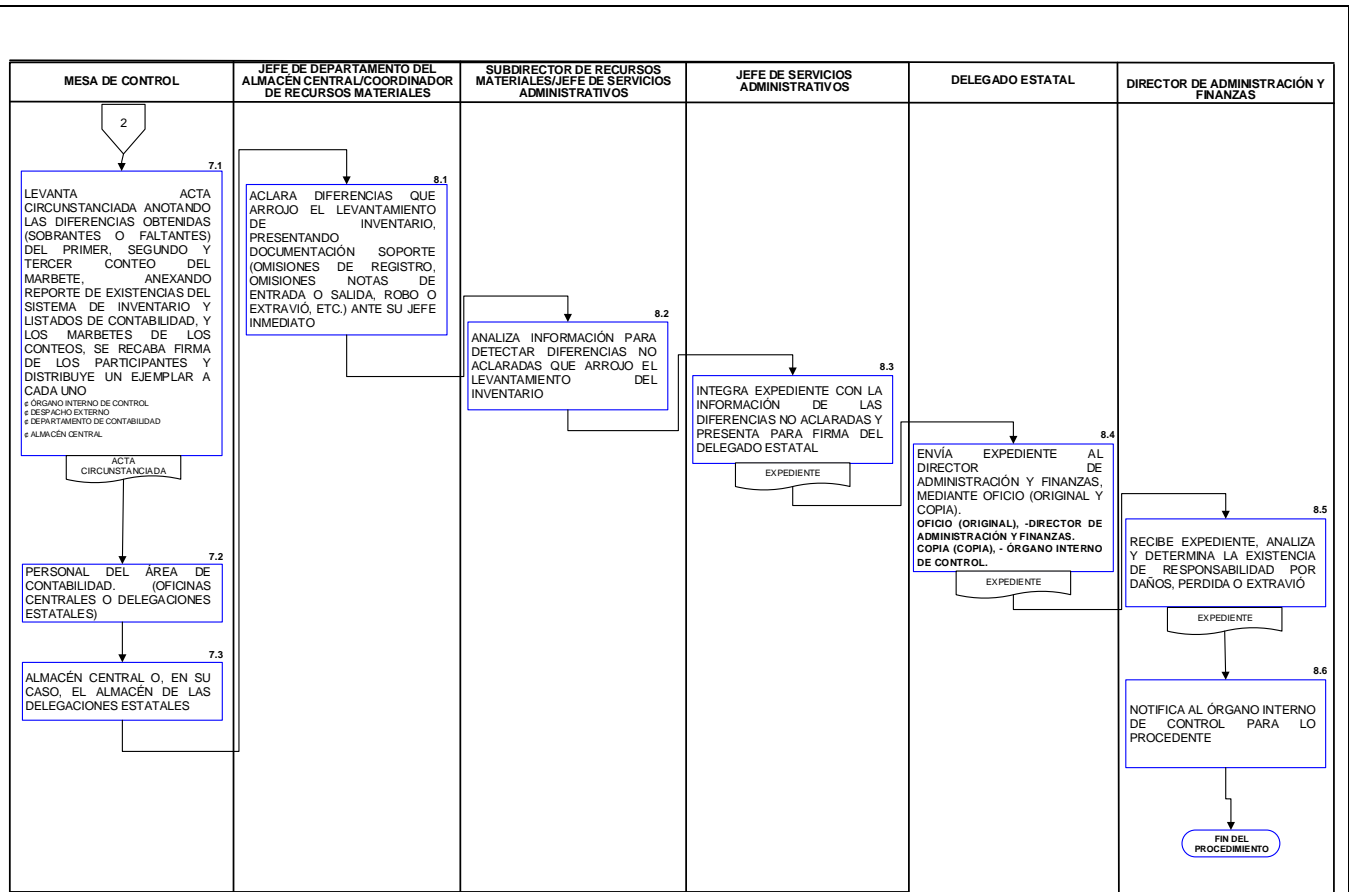 MESA DE CONTROL
JEFE DE DEPARTAMENTO DEL
ALMACÉN CENTRAL/COORDINADOR
DE RECURSOS MATERIALES
SUBDIRECTOR DE RECURSOS
MATERIALES/JEFE DE SERVICIOS
ADMINISTRATIVOS
JEFE DE SERVICIOS
ADMINISTRATIVOS
DELEGADO ESTATAL
DIRECTOR DE ADMINISTRACIÓN Y
FINANZAS
2
7.1
LEVANTA ACTA
CIRCUNSTANCIADA ANOTANDO
LAS DIFERENCIAS OBTENIDAS
(SOBRANTES O FALTANTES)
DEL PRIMER, SEGUNDO Y
TERCER CONTEO DEL
MARBETE, ANEXANDO
REPORTE DE EXISTENCIAS DEL
SISTEMA DE INVENTARIO Y
LISTADOS DE CONTABILIDAD, Y
LOS MARBETES DE LOS
CONTEOS, SE RECABA FIRMA
DE LOS PARTICIPANTES Y
DISTRIBUYE UN EJEMPLAR A
CADA UNO
¢ ÓRGANO INTERNO DE CONTROL
¢ DESPACHO EXTERNO
¢ DEPARTAMENTO DE CONTABILIDAD
¢ ALMACÉN CENTRAL
ACTA
CIRCUNSTANCIADA
7.2
PERSONAL DEL ÁREA DE
CONTABILIDAD. (OFICINAS
CENTRALES O DELEGACIONES
ESTATALES)
7.3
ALMACÉN CENTRAL O, EN SU
CASO, EL ALMACÉN DE LAS
DELEGACIONES ESTATALES
8.1
ACLARA DIFERENCIAS QUE
ARROJO EL LEVANTAMIENTO
DE INVENTARIO,
PRESENTANDO
DOCUMENTACIÓN SOPORTE
(OMISIONES DE REGISTRO,
OMISIONES NOTAS DE
ENTRADA O SALIDA, ROBO O
EXTRAVIÓ, ETC.) ANTE SU JEFE
INMEDIATO
8.2
ANALIZA INFORMACIÓN PARA
DETECTAR DIFERENCIAS NO
ACLARADAS QUE ARROJO EL
LEVANTAMIENTO DEL
INVENTARIO
8.3
INTEGRA EXPEDIENTE CON LA
INFORMACIÓN DE LAS
DIFERENCIAS NO ACLARADAS Y
PRESENTA PARA FIRMA DEL
DELEGADO ESTATAL
EXPEDIENTE
8.4
ENVÍA EXPEDIENTE AL
DIRECTOR DE
ADMINISTRACIÓN Y FINANZAS,
MEDIANTE OFICIO (ORIGINAL Y
COPIA).
OFICIO (ORIGINAL), -DIRECTOR DE
ADMINISTRACIÓN Y FINANZAS.
COPIA (COPIA), - ÓRGANO INTERNO
DE CONTROL.
EXPEDIENTE
8.5
RECIBE EXPEDIENTE, ANALIZA
Y DETERMINA LA EXISTENCIA
DE RESPONSABILIDAD POR
DAÑOS, PERDIDA O EXTRAVIÓ
EXPEDIENTE
8.6
NOTIFICA AL ÓRGANO INTERNO
DE CONTROL PARA LO
PROCEDENTE
FIN DEL
PROCEDIMIENTO